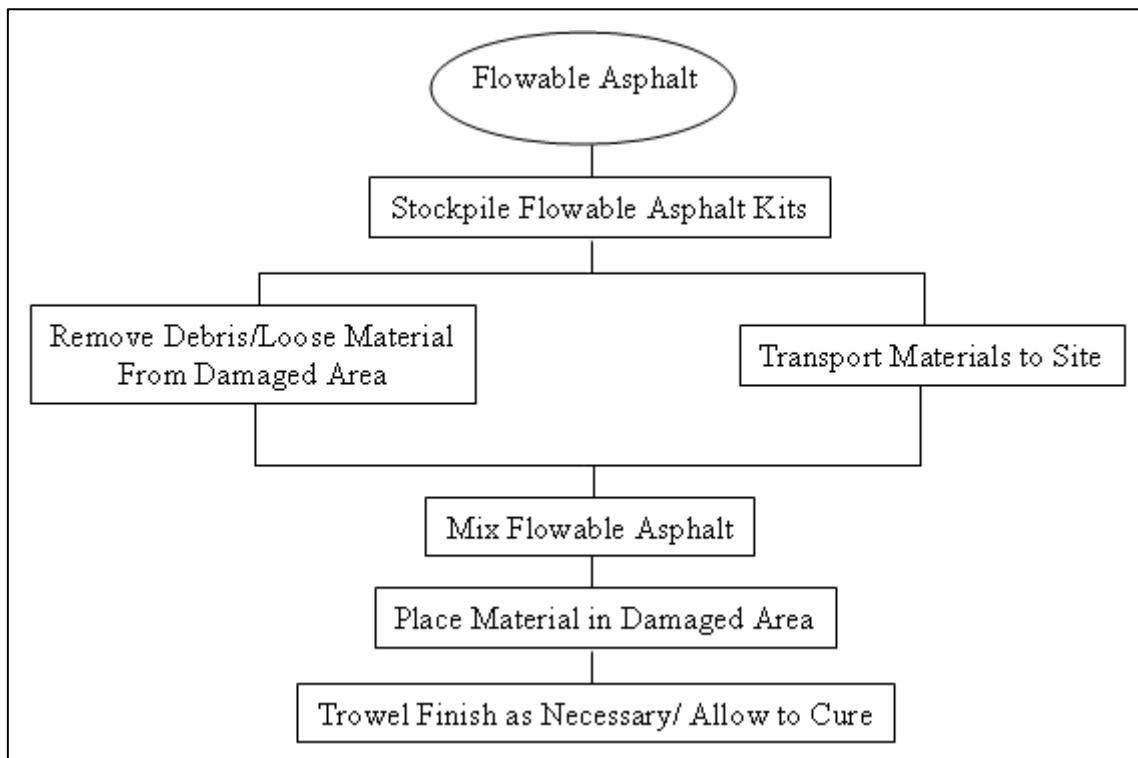 Flowable Asphalt
Stockpile Flowable Asphalt Kits
Remove Debris/Loose Material
From Damaged Area
Transport Materials to Site
Mix Flowable Asphalt
Place Material in Damaged Area
Trowel Finish as Necessary/ Allow to Cure